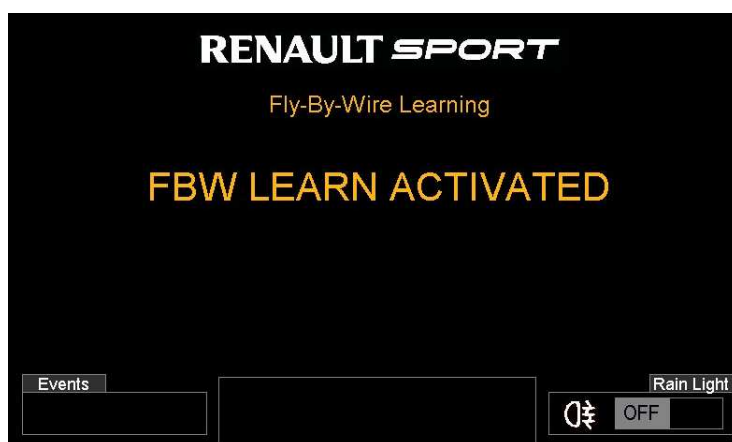 RENAULT SPORT
Fly-By-Wire Learning
FBW LEARN ACTIVATED
Events
Rain Light
OFF